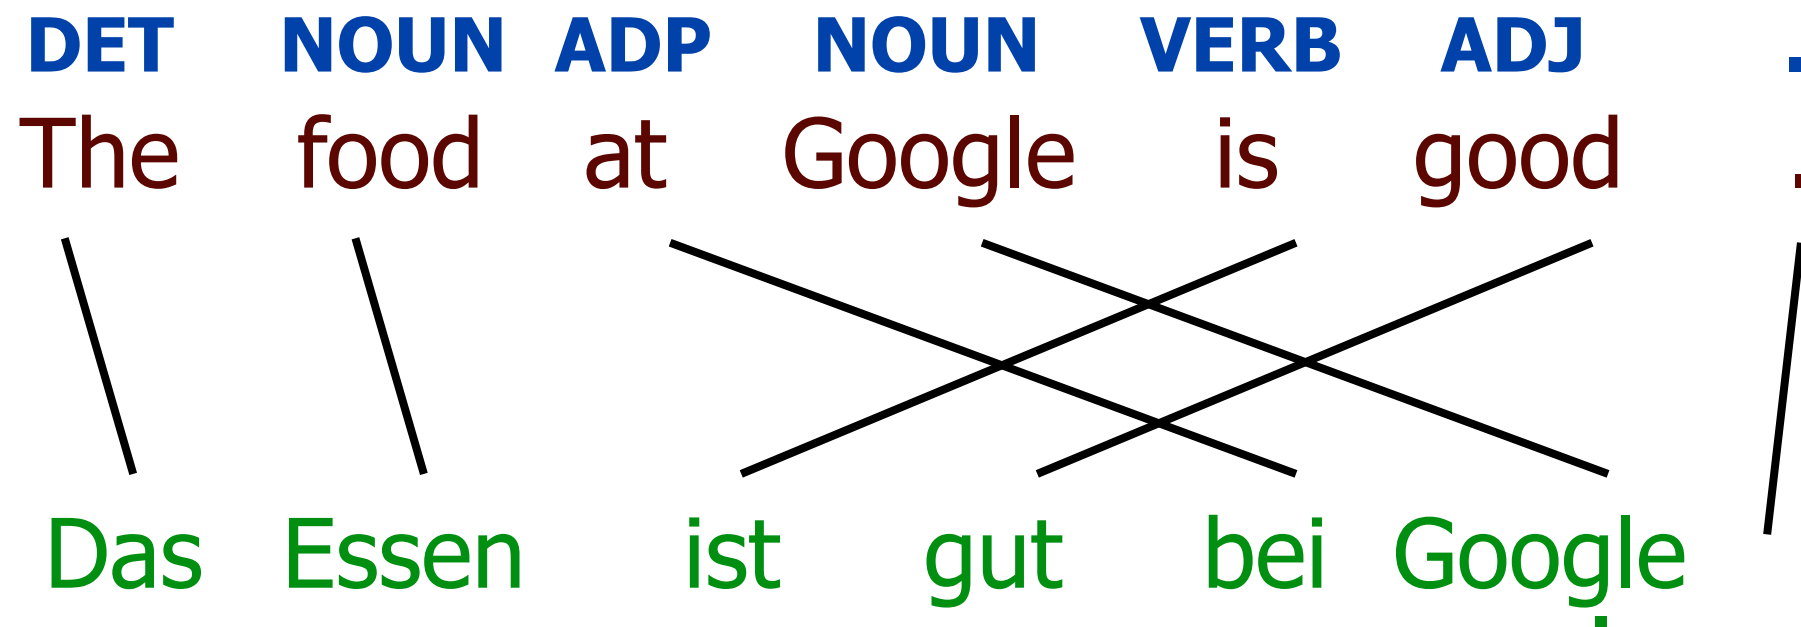 DET NOUN ADP NOUN VERB ADJ .
The food at Google is good .
Das Essen ist gut bei Google
.